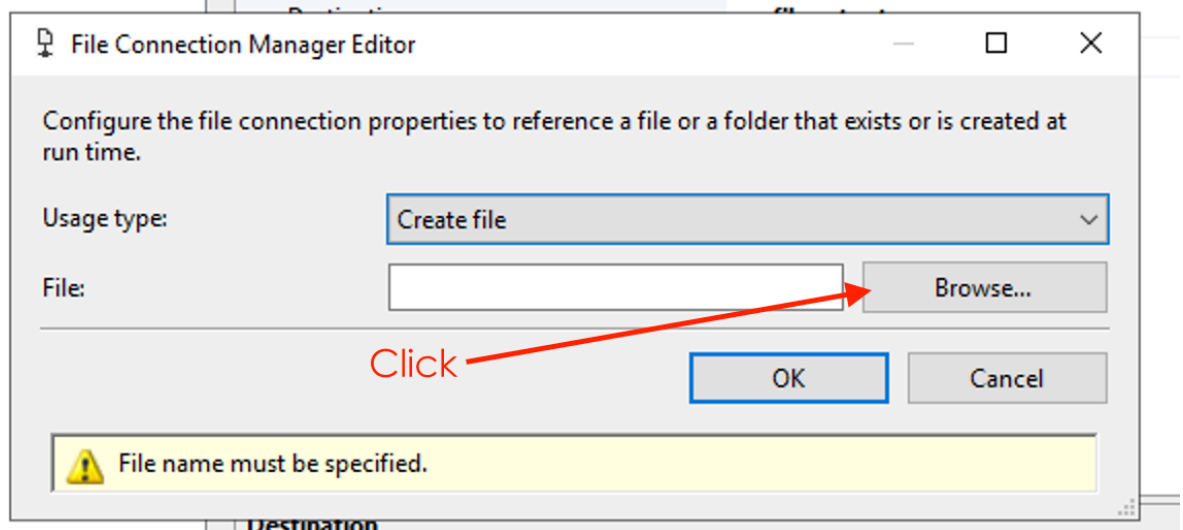 File Connection Manager Editor
Configure the file connection properties to reference a file or a folder that exists or is created at
run time.
Usage type:
Create file
File:
Browse...
Click
OK
Cancel
File name must be specified.
Destination